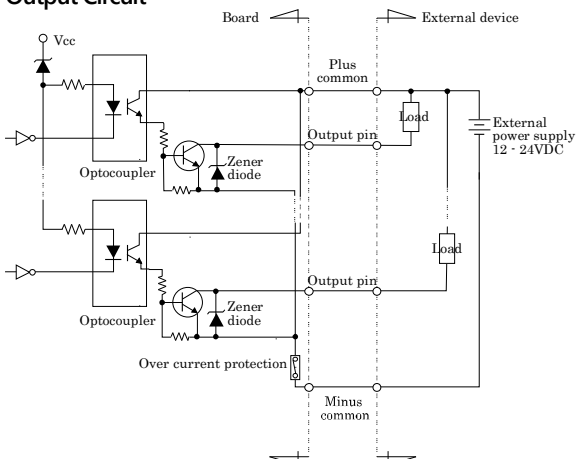 Output Circuit
Board
External device
Vcc
Plus
common
Load
External
power supply
12 - 24VDC
Output pin
Zener
diode
Optocoupler
Load
Output pin
Zener
diode
Optocoupler
Over current protection
Minus
common